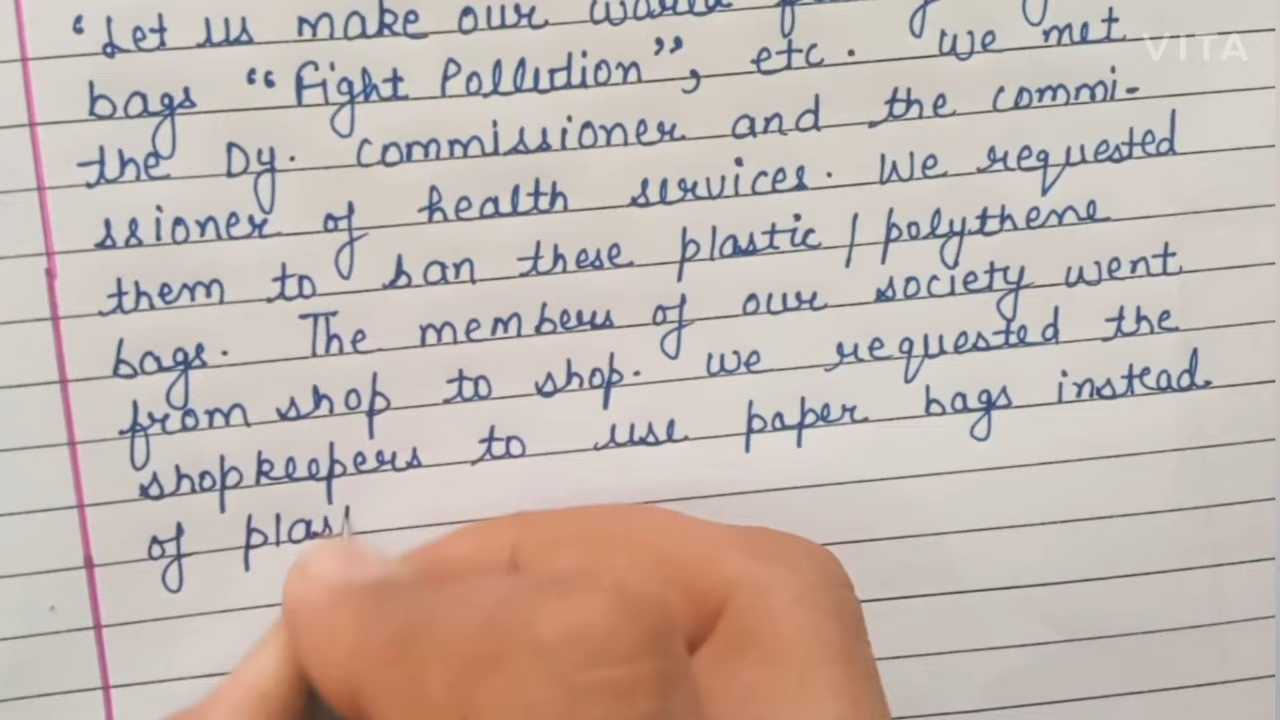 "Let us make our world
bags "Fight Pollution", etc. We met
the Dy. commissioner and the commi-
ssioner of health services. We requested
them to ban these plastic / polythene
bags. The members of our society went
from shop to shop. We requested the
shopkeepers to use paper bags instead
of plas
VITA